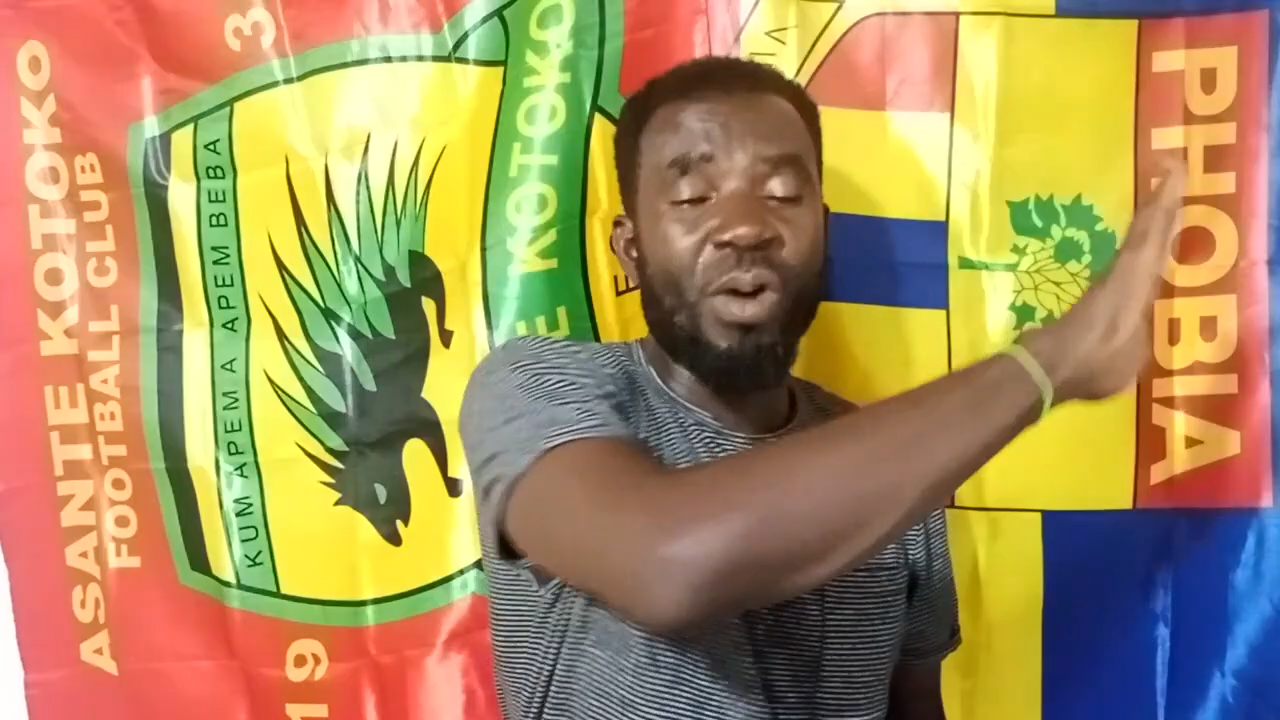 ASANTE KOTOKO
FOOTBALL CLUB
19
3
KUM APEM A APEM BEBA
KOTOKO
PHOBIA